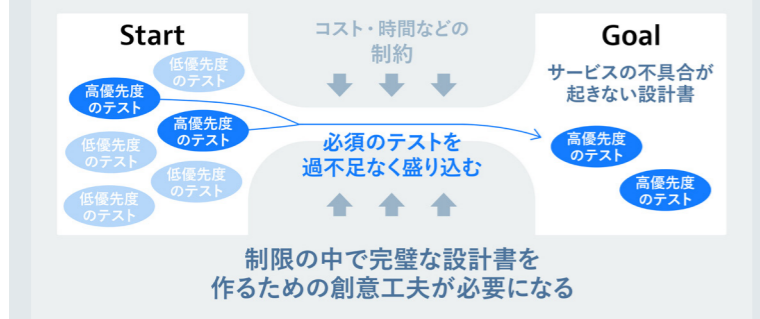 Start
低優先度
のテスト
高優先度
のテスト
高優先度
のテスト
低優先度
のテスト
低優先度
のテスト
低優先度
のテスト
コスト・時間などの
制約
必須のテストを
過不足なく盛り込む
Goal
サービスの不具合が
起きない設計書
高優先度
のテスト
高優先度
のテスト
制限の中で完璧な設計書を
作るための創意工夫が必要になる